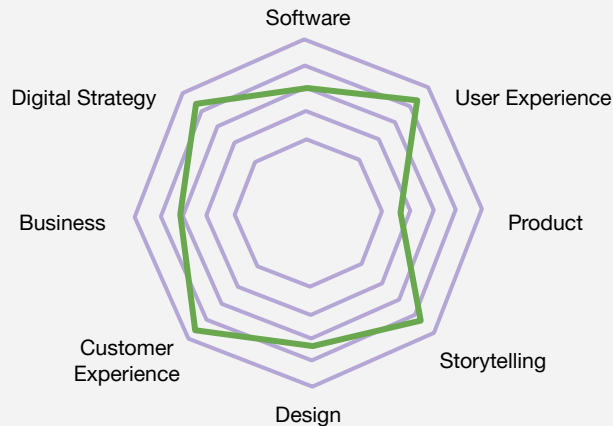 Software
Digital Strategy
User Experience
Business
Product
Customer
Experience
Storytelling
Design